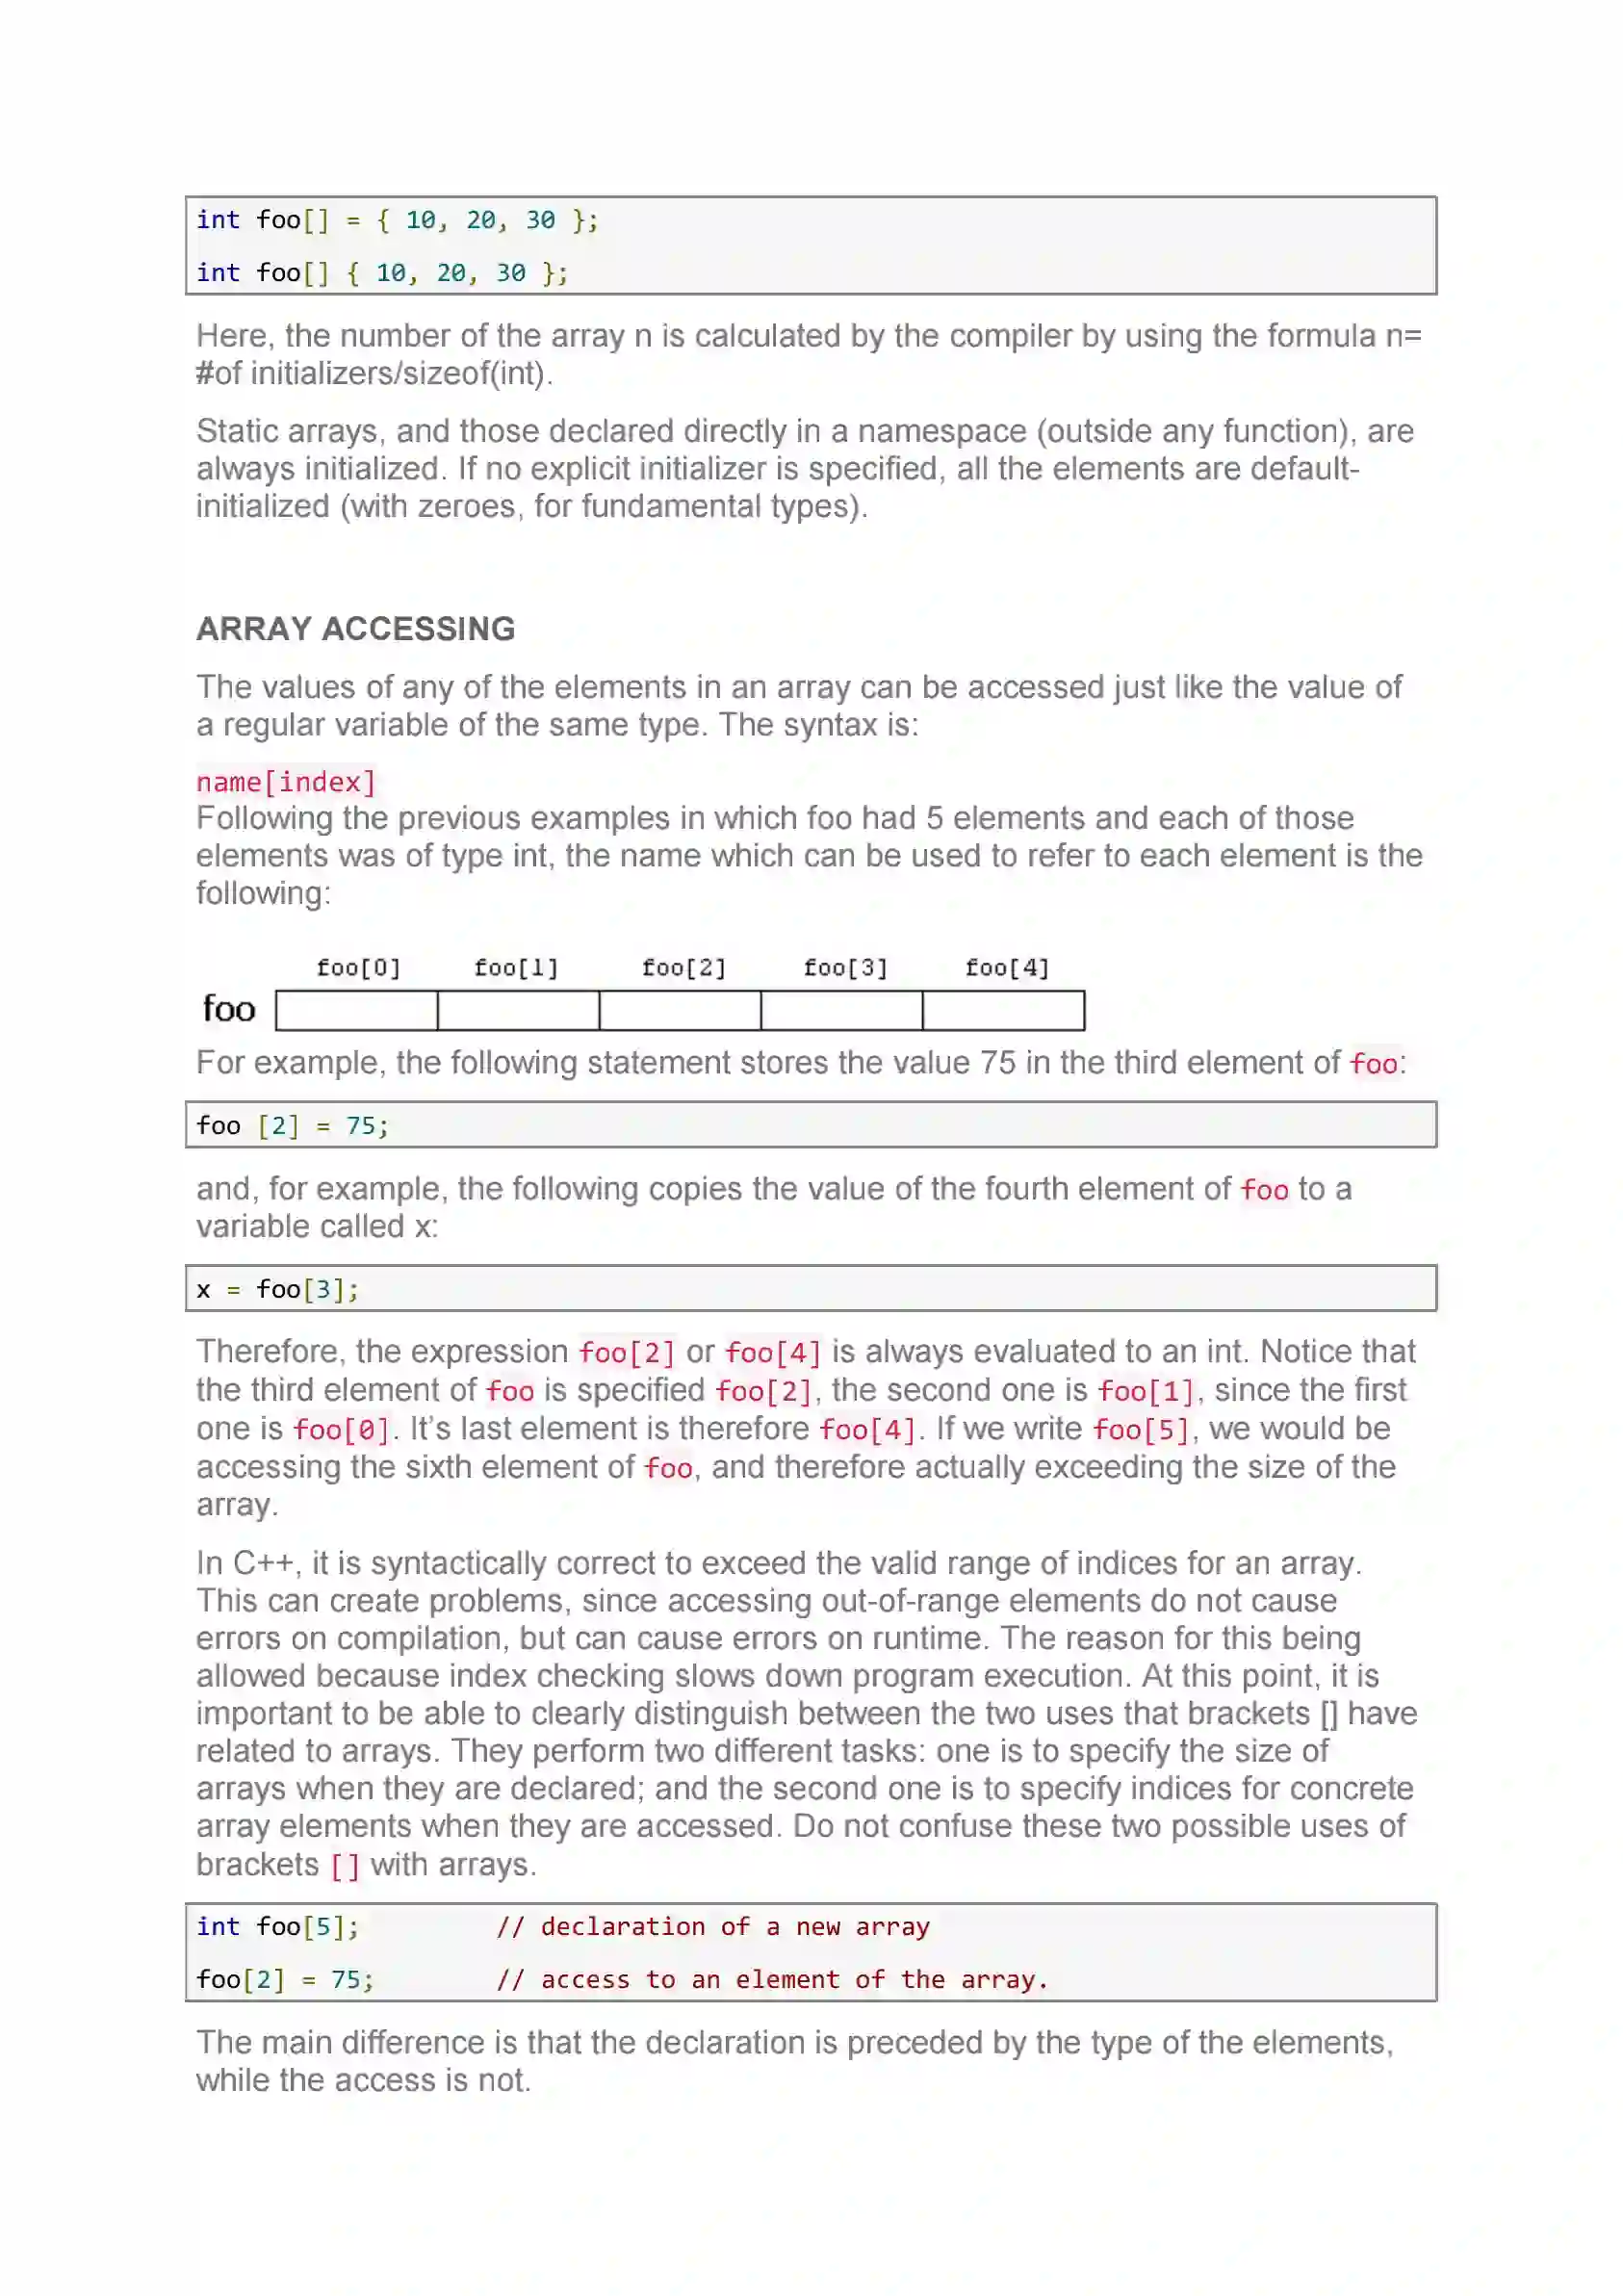 int foo[] = { 10, 20, 30 };
int foo[] { 10, 20, 30 };
Here, the number of the array n is calculated by the compiler by using the formula n=
#of initializers/sizeof(int).
Static arrays, and those declared directly in a namespace (outside any function), are
always initialized. If no explicit initializer is specified, all the elements are default-
initialized (with zeroes, for fundamental types).
ARRAY ACCESSING
The values of any of the elements in an array can be accessed just like the value of
a regular variable of the same type. The syntax is:
name[index]
Following the previous examples in which foo had 5 elements and each of those
elements was of type int, the name which can be used to refer to each element is the
following:
foo[0] foo[1] foo[2] foo[3] foo[4]
foo
For example, the following statement stores the value 75 in the third element of foo:
foo [2] = 75;
and, for example, the following copies the value of the fourth element of foo to a
variable called x:
x = foo[3];
Therefore, the expression foo[2] or foo[4] is always evaluated to an int. Notice that
the third element of foo is specified foo[2], the second one is foo[1], since the first
one is foo[0]. It’s last element is therefore foo[4]. If we write foo[5], we would be
accessing the sixth element of foo, and therefore actually exceeding the size of the
array.
In C++, it is syntactically correct to exceed the valid range of indices for an array.
This can create problems, since accessing out-of-range elements do not cause
errors on compilation, but can cause errors on runtime. The reason for this being
allowed because index checking slows down program execution. At this point, it is
important to be able to clearly distinguish between the two uses that brackets [] have
related to arrays. They perform two different tasks: one is to specify the size of
arrays when they are declared; and the second one is to specify indices for concrete
array elements when they are accessed. Do not confuse these two possible uses of
brackets [] with arrays.
int foo[5]; // declaration of a new array
foo[2] = 75; // access to an element of the array.
The main difference is that the declaration is preceded by the type of the elements,
while the access is not.